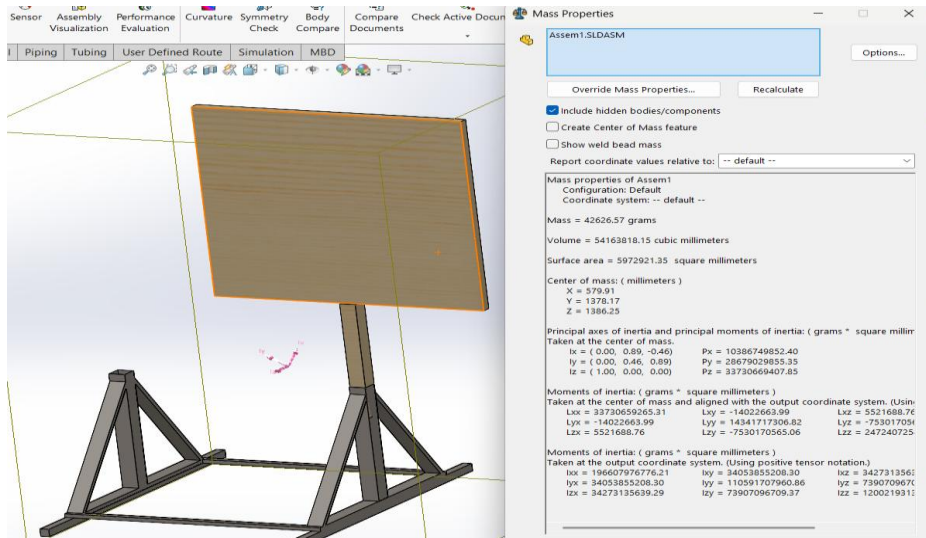 Sensor Assembly Visualization Performance Evaluation Curvature Symmetry Check Body Compare Compare Documents Check Active Docum
Piping Tubing User Defined Route Simulation MBD
Mass Properties
Assem1.SLDASM
Options...
Override Mass Properties... Recalculate
Include hidden bodies/components
Create Center of Mass feature
Show weld bead mass
Report coordinate values relative to: -- default --
Mass properties of Assem1
Configuration: Default
Coordinate system: -- default --
Mass = 42626.57 grams
Volume = 54163818.15 cubic millimeters
Surface area = 5972921.35 square millimeters
Center of mass: ( millimeters )
X = 579.91
Y = 1378.17
Z = 1386.25
Principal axes of inertia and principal moments of inertia: ( grams * square millim
Taken at the center of mass.
Ix = ( 0.00, 0.89, -0.46) Px = 10386749852.40
Iy = ( 0.00, 0.46, 0.89) Py = 28679029855.35
Iz = ( 1.00, 0.00, 0.00) Pz = 33730669407.85
Moments of inertia: ( grams * square millimeters )
Taken at the center of mass and aligned with the output coordinate system. (Usin
Lxx = 33730659265.31 Lxy = -14022663.99 Lxz = 5521688.76
Lyx = -14022663.99 Lyy = 14341717306.82 Lyz = -753017056
Lzx = 5521688.76 Lzy = -7530170565.06 Lzz = 247240725
Moments of inertia: ( grams * square millimeters )
Taken at the output coordinate system. (Using positive tensor notation.)
Ixx = 196607976776.21 Ixy = 34053855208.30 Ixz = 3427313563
Iyx = 34053855208.30 Iyy = 110591707960.86 Iyz = 7390709670
Izx = 34273135639.29 Izy = 73907096709.37 Izz = 1200219313